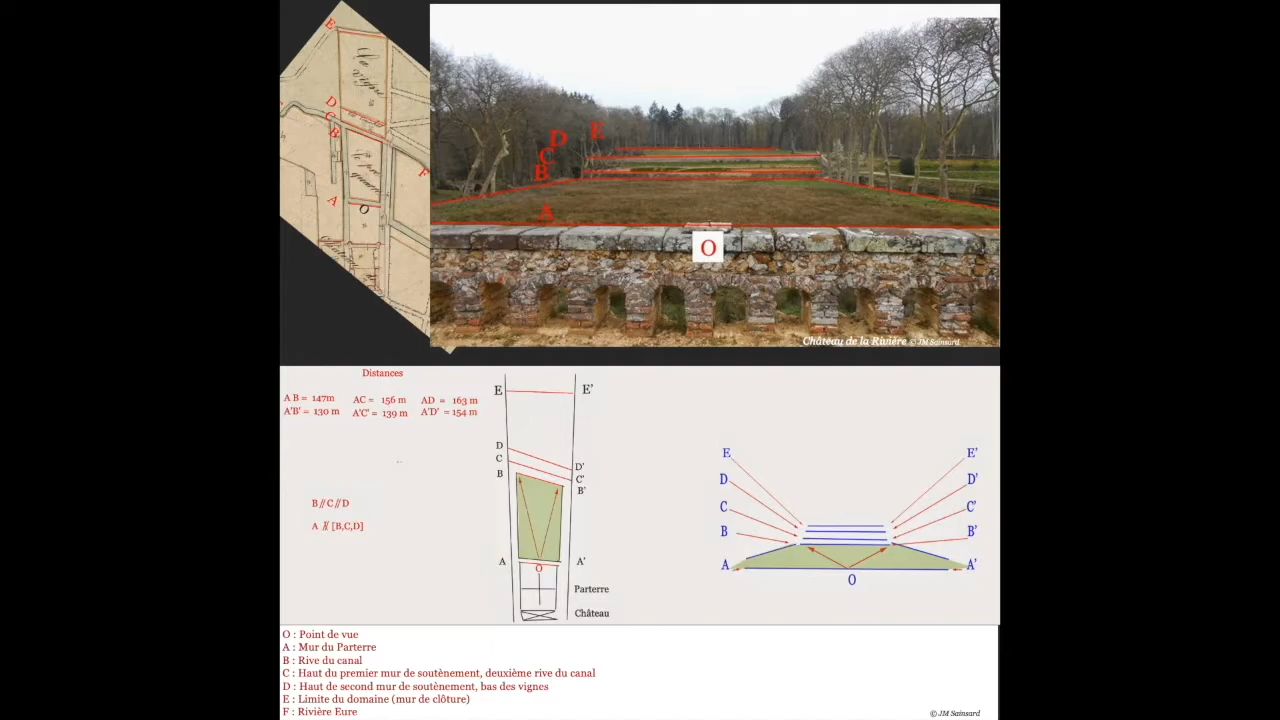 E
D
C
B
A
O
F
E
D
C
B
A
O
Château de la Rivière © JM Sainsard
Distances
A B = 147m AC = 156 m AD = 163 m
A'B' = 130 m A'C' = 139 m A'D' = 154 m
B // C // D
A ∦ [B,C,D]
E E'
D
C D'
B C'
B'
A A'
O
Parterre
Château
E E'
D D'
C C'
B B'
A A'
O
O : Point de vue
A : Mur du Parterre
B : Rive du canal
C : Haut du premier mur de soutènement, deuxième rive du canal
D : Haut de second mur de soutènement, bas des vignes
E : Limite du domaine (mur de clôture)
F : Rivière Eure
© JM Sainsard